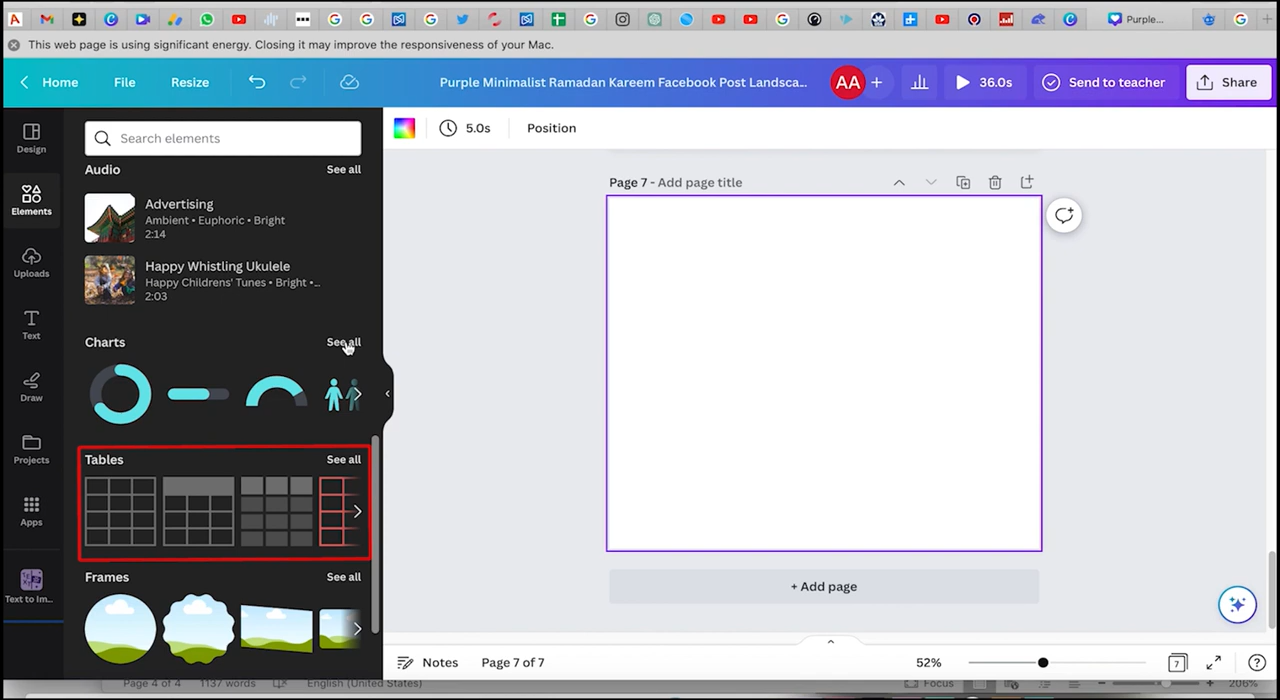 Purple...
This web page is using significant energy. Closing it may improve the responsiveness of your Mac.
Home File Resize Purple Minimalist Ramadan Kareem Facebook Post Landsca... AA + 36.0s Send to teacher Share
Design
Elements
Uploads
Text
Draw
Projects
Apps
Text to Im...
Search elements
Audio See all
Advertising
Ambient • Euphoric • Bright
2:14
Happy Whistling Ukulele
Happy Childrens' Tunes • Bright •...
2:03
Charts See all
Tables See all
Frames See all
5.0s Position
Page 7 - Add page title
+ Add page
Notes Page 7 of 7 52% 7 ?
Page 4 of 4 1137 words English (United States) Focus 206%